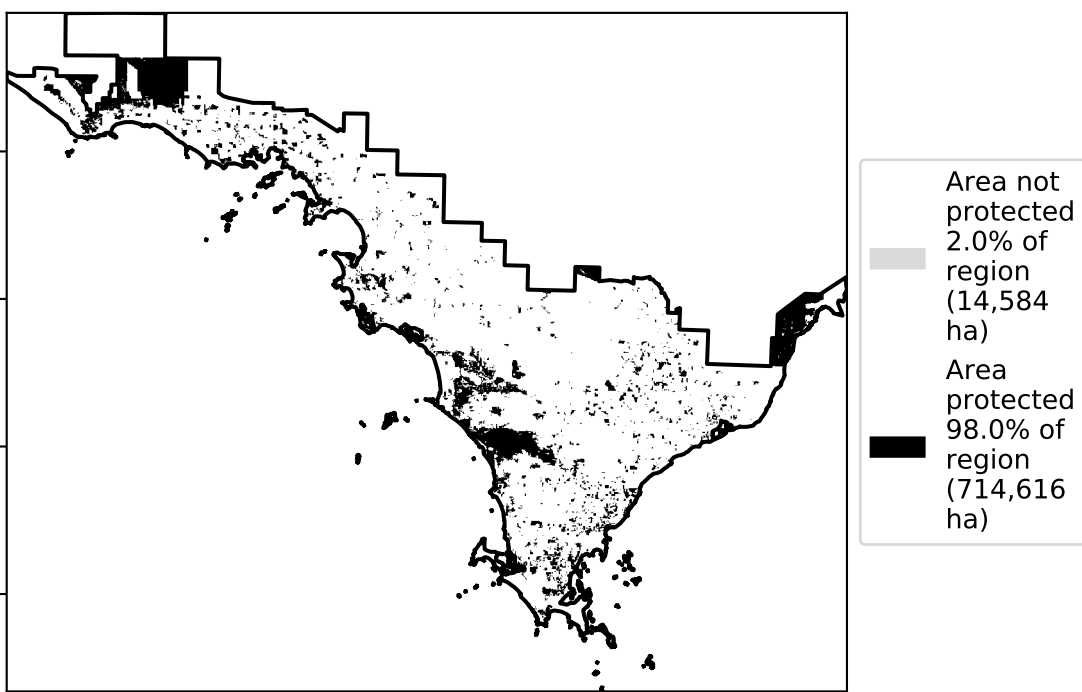 Area not
protected
2.0% of
region
(14,584
ha)
Area
protected
98.0% of
region
(714,616
ha)